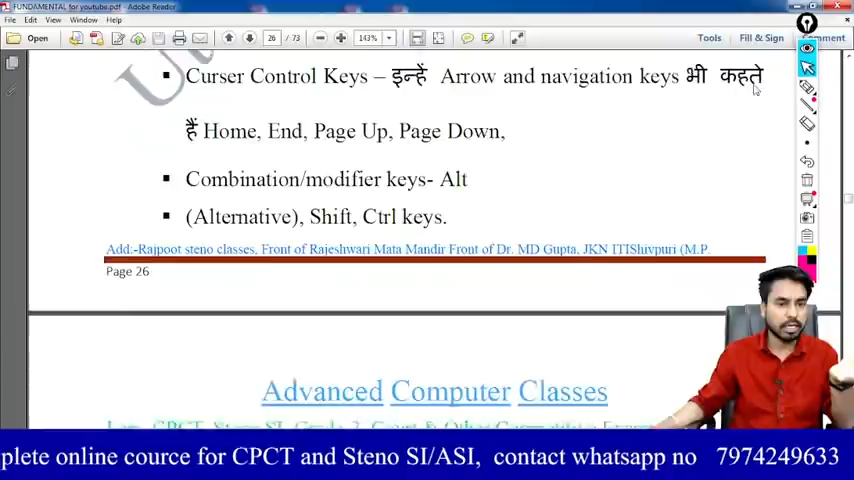 FUNDAMENTAL for youtube.pdf - Adobe Reader
File Edit View Window Help
Open 26 / 73 143% Tools Fill & Sign Comment
▪ Curser Control Keys – इन्हें Arrow and navigation keys भी कहते
हैं Home, End, Page Up, Page Down,
▪ Combination/modifier keys- Alt
▪ (Alternative), Shift, Ctrl keys.
Add:-Rajpoot steno classes, Front of Rajeshwari Mata Mandir Front of Dr. MD Gupta, JKN ITIShivpuri (M.P.
Page 26
Advanced Computer Classes
plete online cource for CPCT and Steno SI/ASI, contact whatsapp no 7974249633